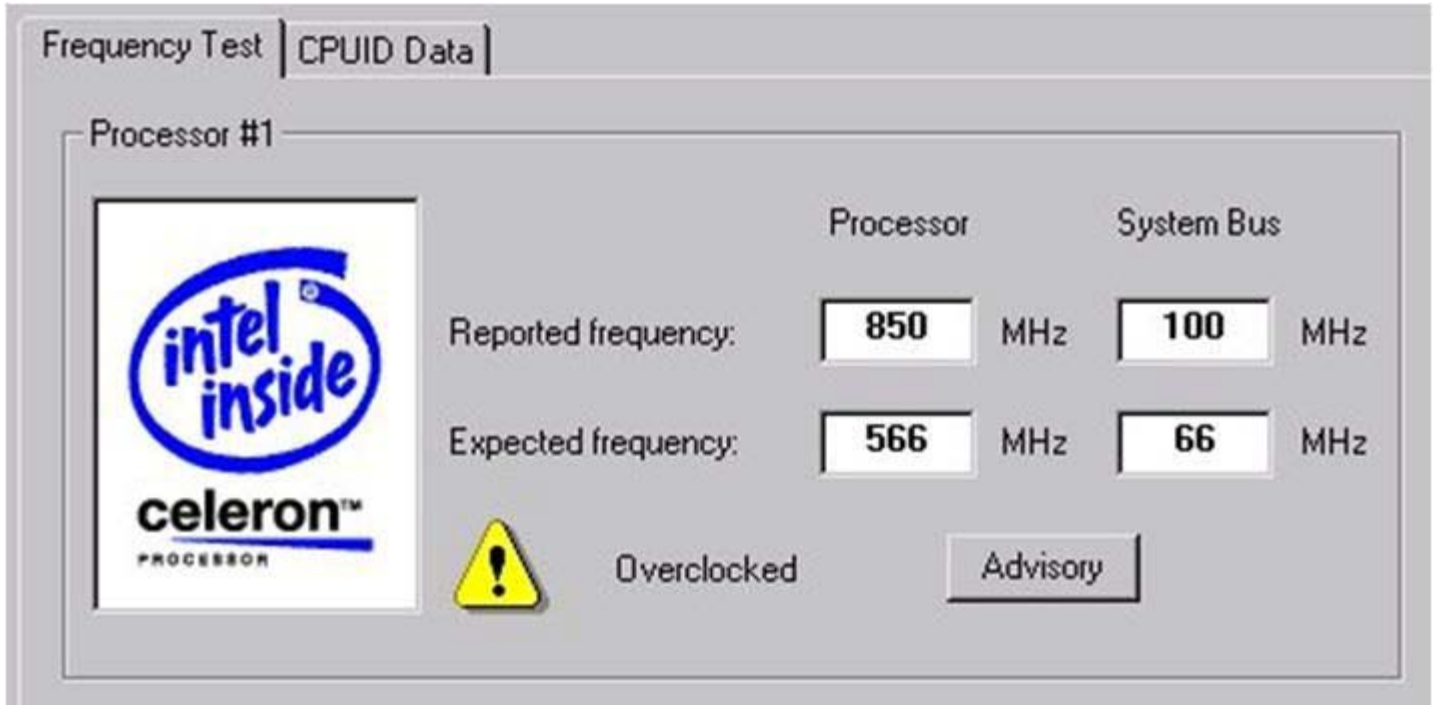 Frequency Test CPUID Data
Processor #1
Processor System Bus
intel®
inside
Reported frequency: 850 MHz 100 MHz
Expected frequency: 566 MHz 66 MHz
celeron™
PROCESSOR
Overclocked Advisory